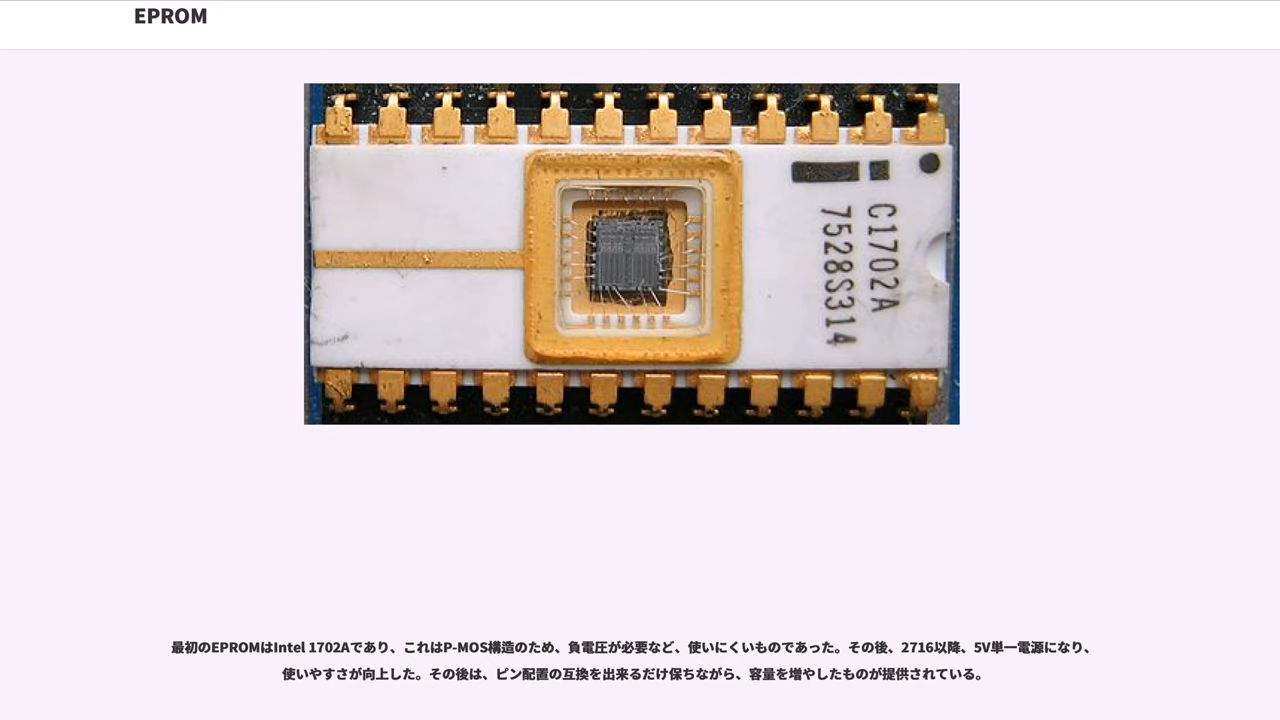 EPROM
C1702A
7528S314
最初のEPROMはIntel 1702Aであり、これはP-MOS構造のため、負電圧が必要など、使いにくいものであった。その後、2716以降、5V単一電源になり、
使いやすさが向上した。その後は、ピン配置の互換を出来るだけ保ちながら、容量を増やしたものが提供されている。